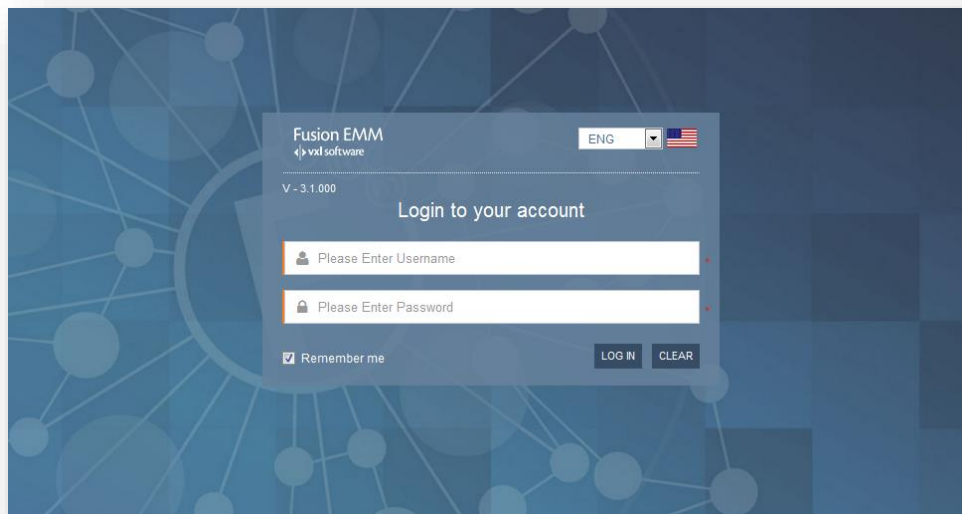 Fusion EMM
vxl software
ENG
V - 3.1.000
Login to your account
Please Enter Username
*
Please Enter Password
*
Remember me
LOG IN
CLEAR